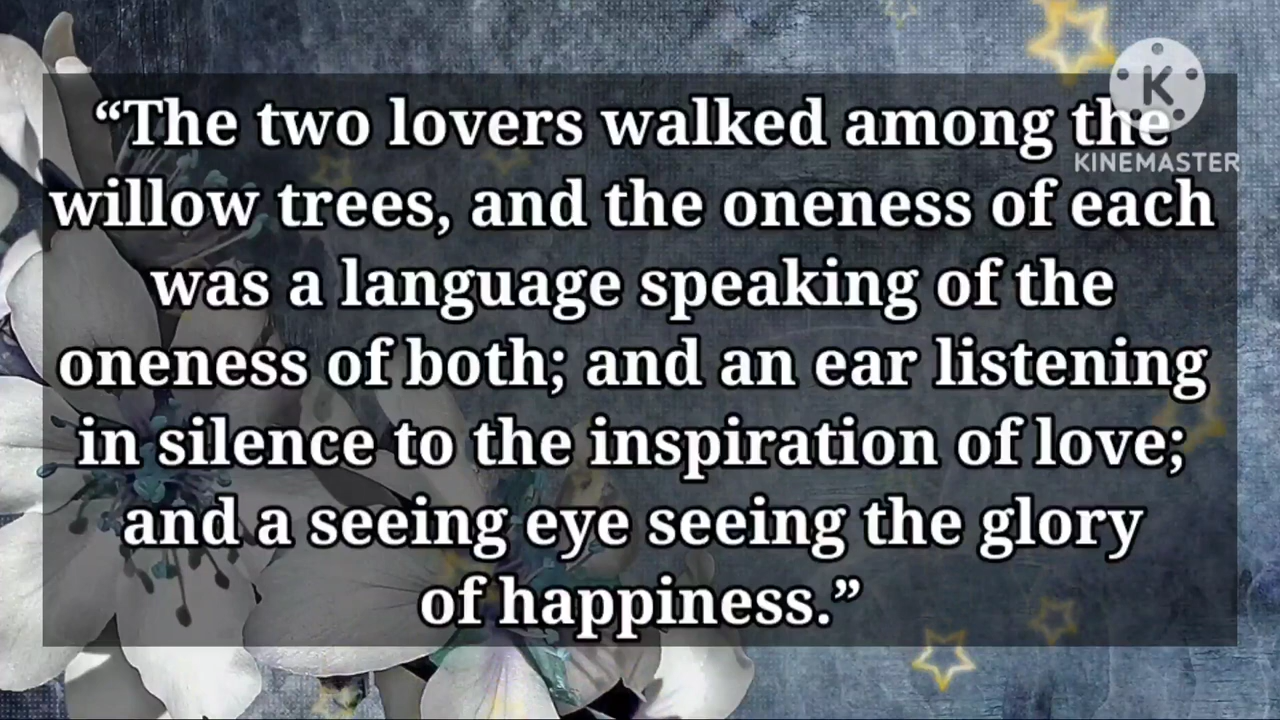 “The two lovers walked among the
KINEMASTER
willow trees, and the oneness of each
was a language speaking of the
oneness of both; and an ear listening
in silence to the inspiration of love;
and a seeing eye seeing the glory
of happiness.”